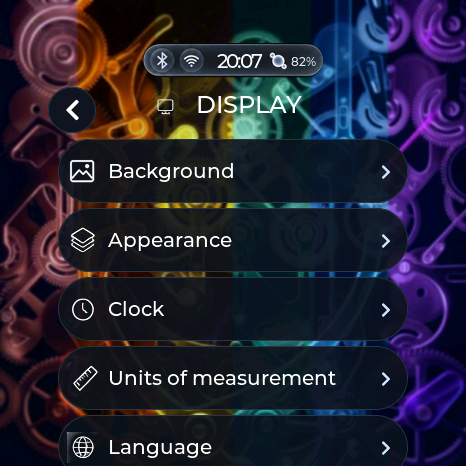 20:07 82%
DISPLAY
Background
Appearance
Clock
Units of measurement
Language